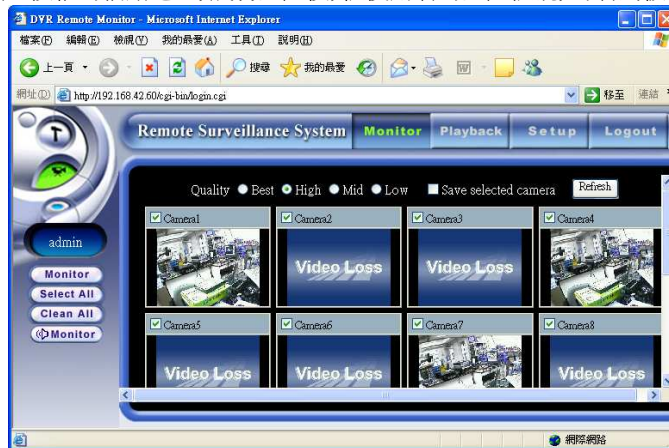 DVR Remote Monitor - Microsoft Internet Explorer
檔案(F) 編輯(E) 檢視(V) 我的最愛(A) 工具(T) 說明(H)
上一頁 搜尋 我的最愛
網址(D) http://192.168.42.60/cgi-bin/login.cgi 移至 連結
Remote Surveillance System Monitor Playback Setup Logout
Quality Best High Mid Low Save selected camera Refresh
admin
Monitor
Select All
Clean All
Monitor
Camera1 Camera2 Camera3 Camera4
Video Loss Video Loss
Camera5 Camera6 Camera7 Camera8
Video Loss Video Loss Video Loss
網際網路